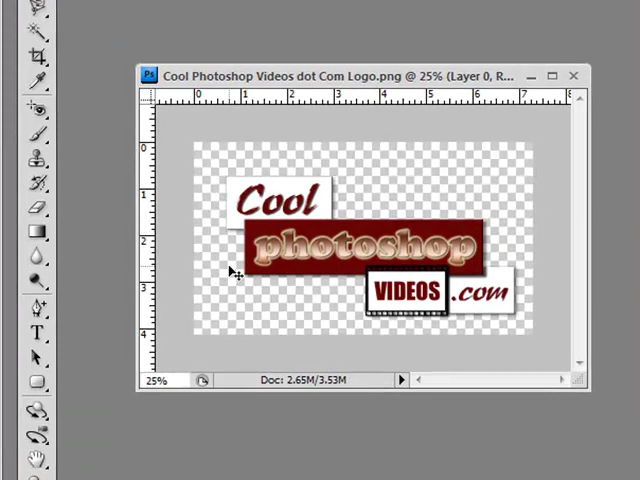 Cool Photoshop Videos dot Com Logo.png @ 25% (Layer 0, R...
0 1 2 3 4 5 6 7 8
0
1
2
3
4
Cool
photoshop
VIDEOS .com
25% Doc: 2.65M/3.53M
Ps
T